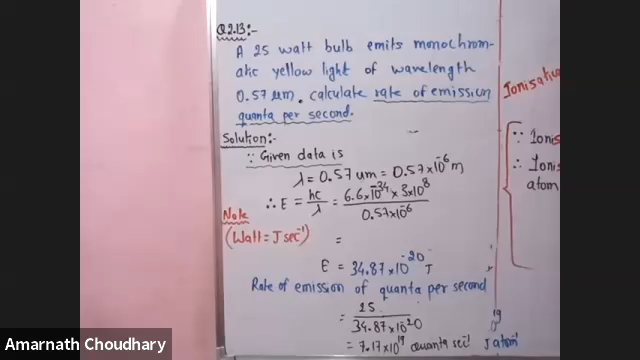 Q 2.13:-
A 25 watt bulb emits monochrom-
atic yellow light of wavelength
0.57 µm. calculate rate of emission
quanta per second.
Solution:-
∵ Given data is
λ = 0.57 um = 0.57×10⁻⁶ m
∴ E = hc/λ = 6.6×10⁻³⁴ × 3×10⁸ / 0.57×10⁻⁶
Note
(Watt = J sec⁻¹)
=
E = 34.87×10⁻²⁰ J
Rate of emission of quanta per second
= 25 / 34.87×10⁻²⁰
= 7.17×10¹⁹ quanta sec⁻¹
Ionisation
∵ Ionis
∴ Ionis
atom
19
J atom⁻¹
Amarnath Choudhary